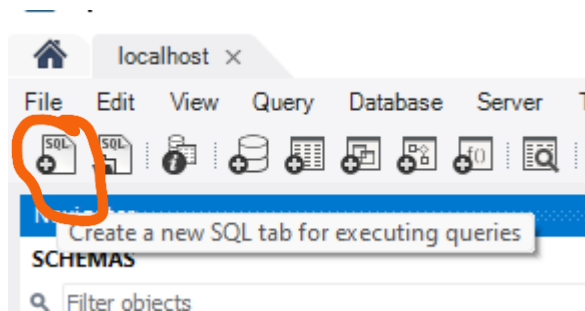 localhost ×
File Edit View Query Database Server
SQL SQL i f()
Create a new SQL tab for executing queries
SCHEMAS
Filter objects